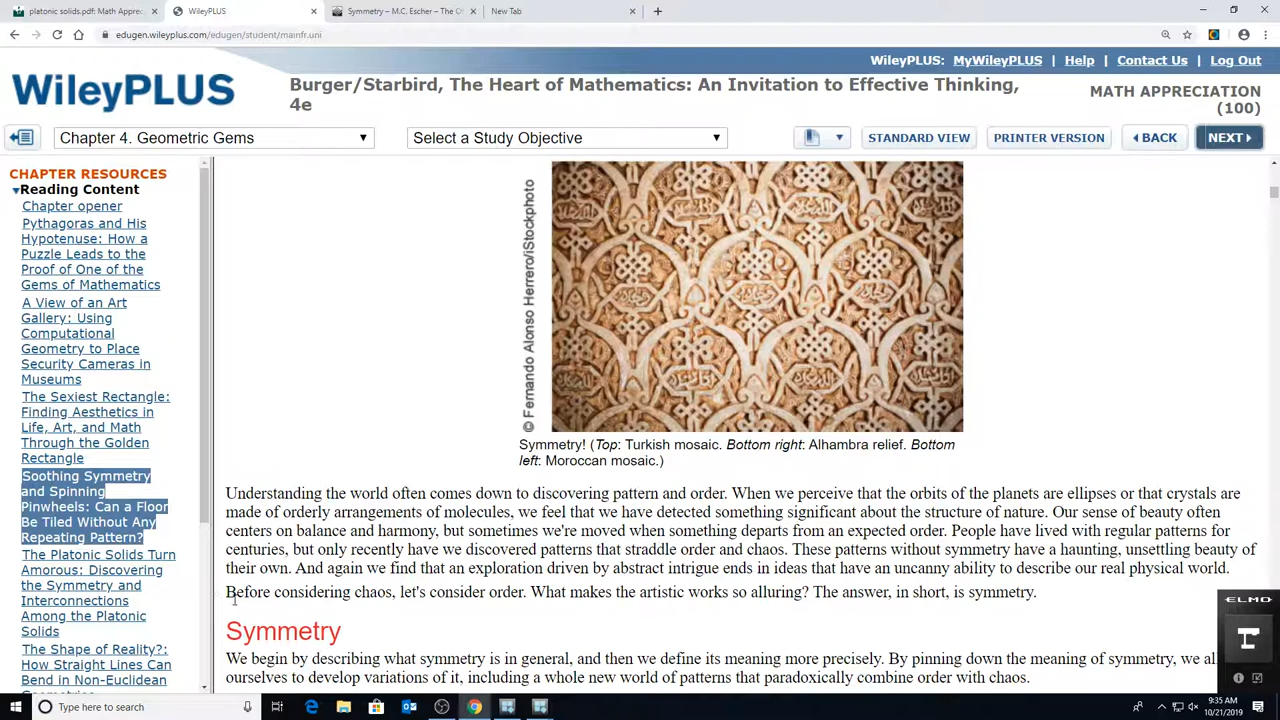 platonic solids.pdf: Math Appre
WileyPLUS
Symmetry – M.C. Escher – The O
New Tab
edugen.wileyplus.com/edugen/student/mainfr.uni
WileyPLUS
WileyPLUS: MyWileyPLUS | Help | Contact Us | Log Out
Burger/Starbird, The Heart of Mathematics: An Invitation to Effective Thinking,
4e
MATH APPRECIATION
(100)
Chapter 4. Geometric Gems
Select a Study Objective
STANDARD VIEW
PRINTER VERSION
BACK
NEXT
CHAPTER RESOURCES
Reading Content
Chapter opener
Pythagoras and His
Hypotenuse: How a
Puzzle Leads to the
Proof of One of the
Gems of Mathematics
A View of an Art
Gallery: Using
Computational
Geometry to Place
Security Cameras in
Museums
The Sexiest Rectangle:
Finding Aesthetics in
Life, Art, and Math
Through the Golden
Rectangle
Soothing Symmetry
and Spinning
Pinwheels: Can a Floor
Be Tiled Without Any
Repeating Pattern?
The Platonic Solids Turn
Amorous: Discovering
the Symmetry and
Interconnections
Among the Platonic
Solids
The Shape of Reality?:
How Straight Lines Can
Bend in Non-Euclidean
© Fernando Alonso Herrero/iStockphoto
Symmetry! (Top: Turkish mosaic. Bottom right: Alhambra relief. Bottom
left: Moroccan mosaic.)
Understanding the world often comes down to discovering pattern and order. When we perceive that the orbits of the planets are ellipses or that crystals are
made of orderly arrangements of molecules, we feel that we have detected something significant about the structure of nature. Our sense of beauty often
centers on balance and harmony, but sometimes we're moved when something departs from an expected order. People have lived with regular patterns for
centuries, but only recently have we discovered patterns that straddle order and chaos. These patterns without symmetry have a haunting, unsettling beauty of
their own. And again we find that an exploration driven by abstract intrigue ends in ideas that have an uncanny ability to describe our real physical world.
Before considering chaos, let's consider order. What makes the artistic works so alluring? The answer, in short, is symmetry.
Symmetry
We begin by describing what symmetry is in general, and then we define its meaning more precisely. By pinning down the meaning of symmetry, we al
ourselves to develop variations of it, including a whole new world of patterns that paradoxically combine order with chaos.
ELMO
Type here to search
9:35 AM
10/21/2019